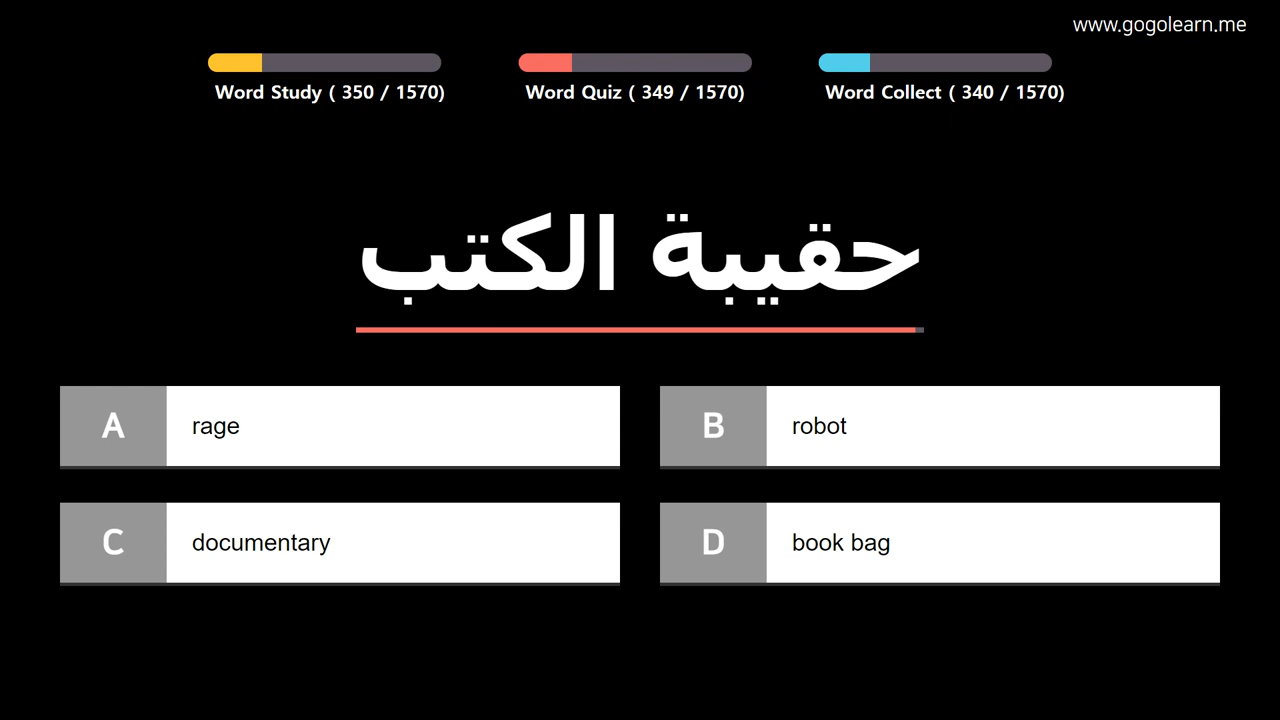 www.gogolearn.me
Word Study ( 350 / 1570)
Word Quiz ( 349 / 1570)
Word Collect ( 340 / 1570)
حقيبة الكتب
A
rage
B
robot
C
documentary
D
book bag